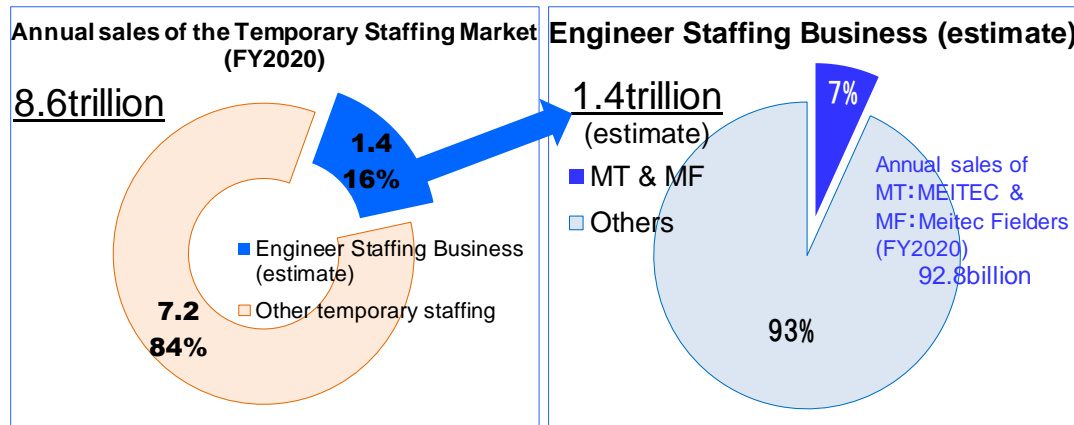 Annual sales of the Temporary Staffing Market
(FY2020)
8.6trillion
1.4
16%
Engineer Staffing Business
(estimate)
Other temporary staffing
7.2
84%
Engineer Staffing Business (estimate)
1.4trillion
(estimate)
MT & MF
Others
7%
Annual sales of
MT:MEITEC &
MF:Meitec Fielders
(FY2020)
92.8billion
93%